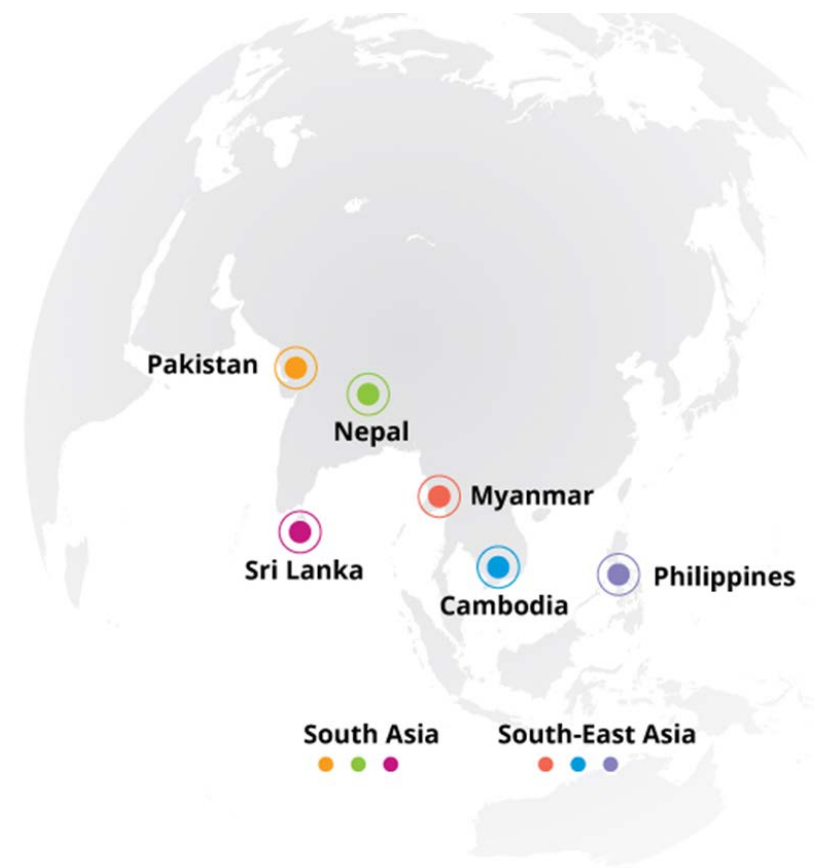 Pakistan
Nepal
Myanmar
Sri Lanka
Philippines
Cambodia
South Asia
South-East Asia